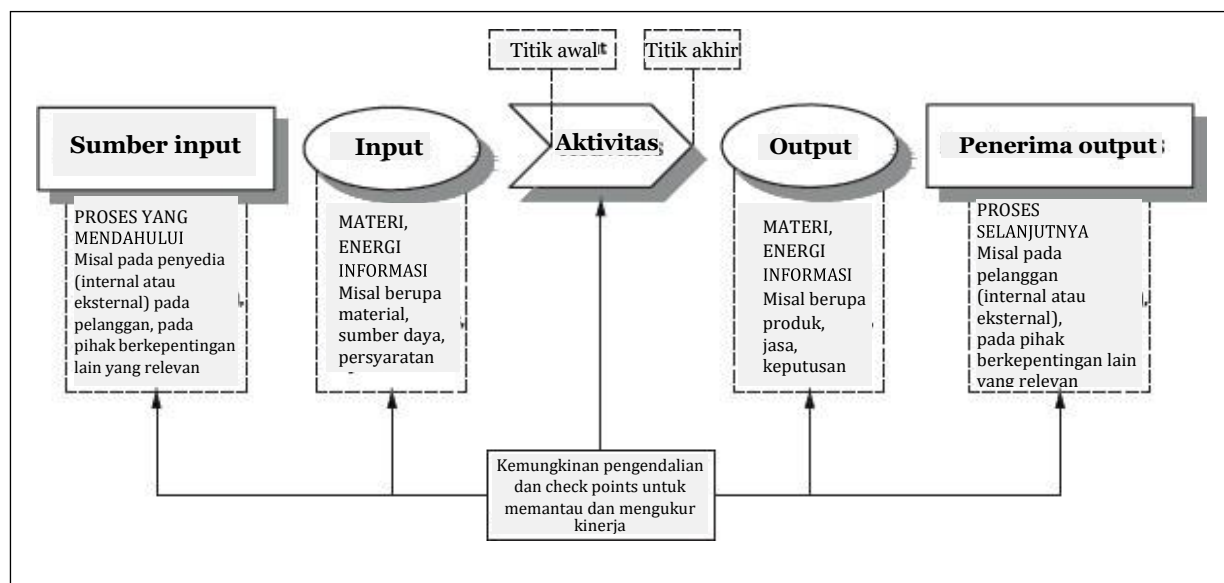 Titik awal
Titik akhir
Sumber input
Input
Aktivitas
Output
Penerima output
PROSES YANG
MENDAHULUI
Misal pada penyedia
(internal atau
eksternal) pada
pelanggan, pada
pihak berkepentingan
lain yang relevan
MATERI,
ENERGI
INFORMASI
Misal berupa
material,
sumber daya,
persyaratan
MATERI,
ENERGI
INFORMASI
Misal berupa
produk,
jasa,
keputusan
PROSES
SELANJUTNYA
Misal pada
pelanggan
(internal atau
eksternal),
pada pihak
berkepentingan lain
yang relevan
Kemungkinan pengendalian
dan check points untuk
memantau dan mengukur
kinerja